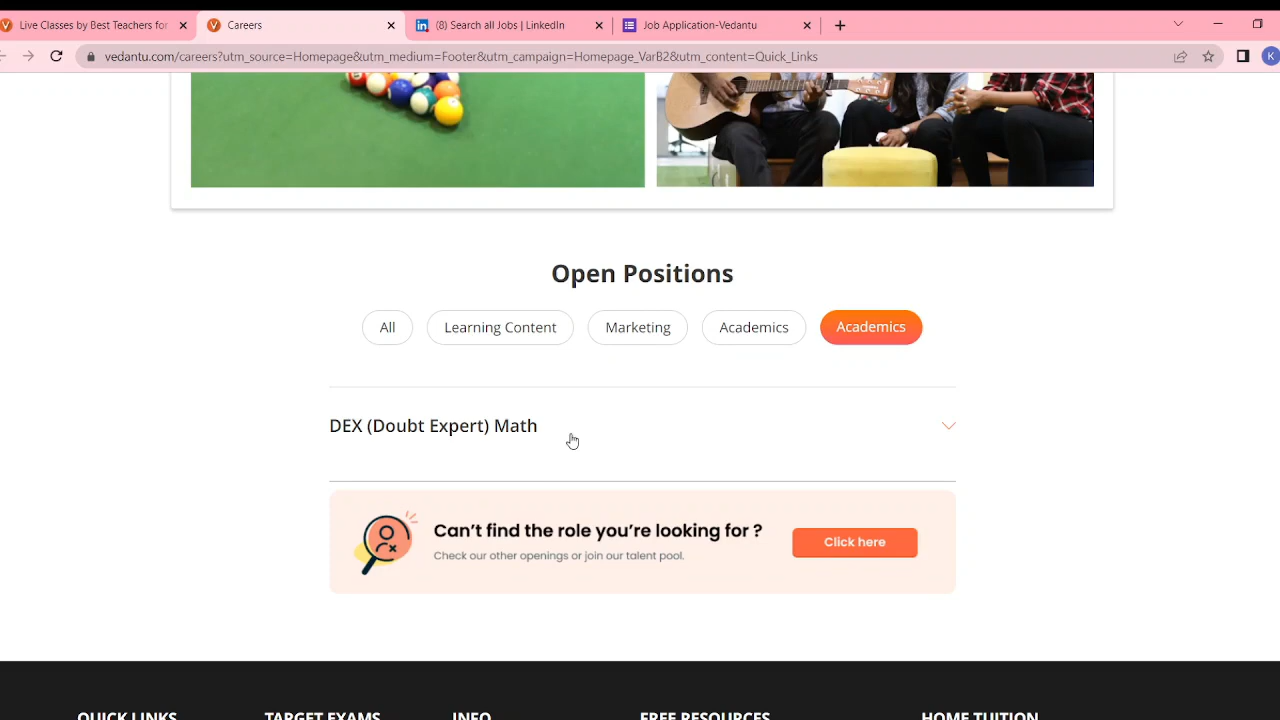 Live Classes by Best Teachers for
Careers
(8) Search all Jobs | LinkedIn
Job Application-Vedantu
vedantu.com/careers?utm_source=Homepage&utm_medium=Footer&utm_campaign=Homepage_VarB2&utm_content=Quick_Links
K
Open Positions
All
Learning Content
Marketing
Academics
Academics
DEX (Doubt Expert) Math
Can't find the role you're looking for ?
Check our other openings or join our talent pool.
Click here
QUICK LINKS
TARGET EXAMS
INFO
FREE RESOURCES
HOME TUITION